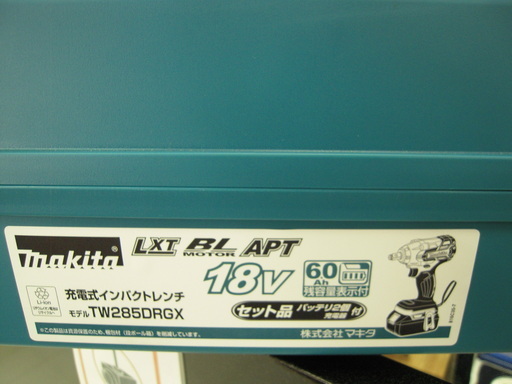 makita
LXT BL MOTOR APT
18V
6.0 Ah
残容量表示付
Li-ion
充電式インパクトレンチ
モデル TW285DRGX
セット品 バッテリ2個 充電器 付
株式会社マキタ